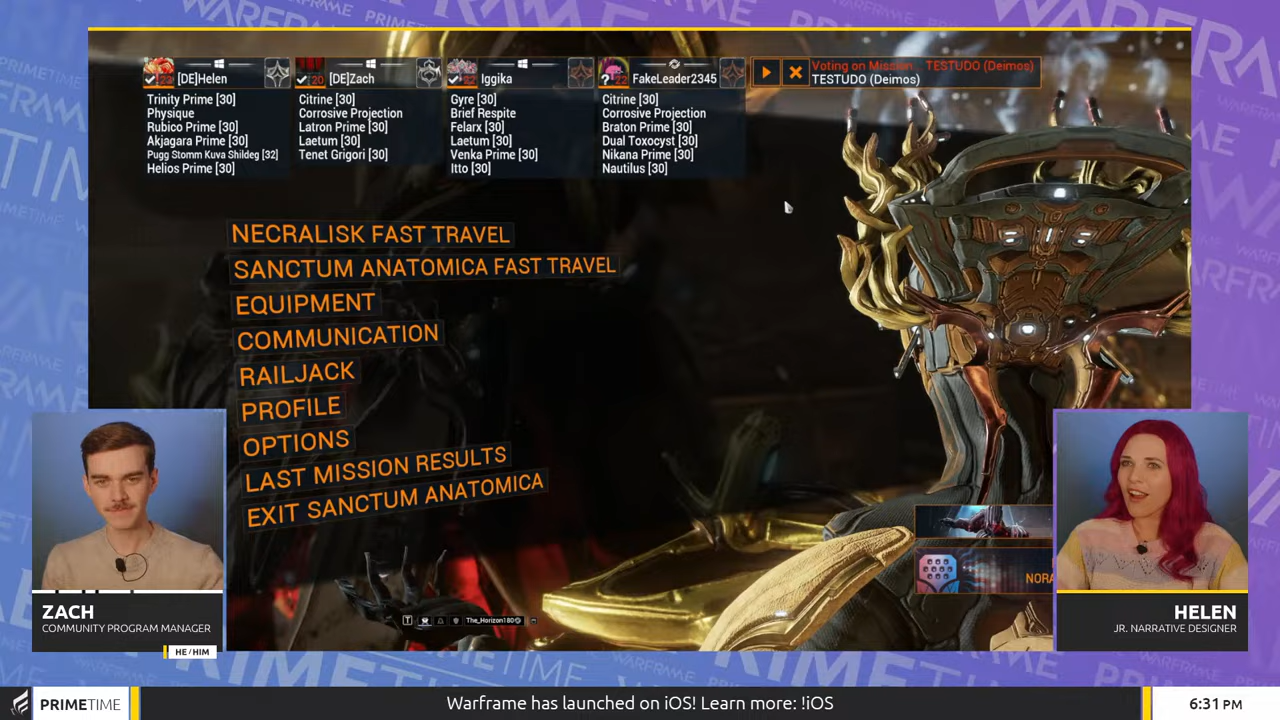 [DE]Helen
Trinity Prime [30]
Physique
Rubico Prime [30]
Akjagara Prime [30]
Pugg Stomm Kuva Shildeg [32]
Helios Prime [30]
20 [DE]Zach
Citrine [30]
Corrosive Projection
Latron Prime [30]
Laetum [30]
Tenet Grigori [30]
Iggika
Gyre [30]
Brief Respite
Felarx [30]
Laetum [30]
Venka Prime [30]
Itto [30]
FakeLeader2345
Citrine [30]
Corrosive Projection
Braton Prime [30]
Dual Toxocyst [30]
Nikana Prime [30]
Nautilus [30]
Voting on Mission TESTUDO (Deimos)
TESTUDO (Deimos)
NECRALISK FAST TRAVEL
SANCTUM ANATOMICA FAST TRAVEL
EQUIPMENT
COMMUNICATION
RAILJACK
PROFILE
OPTIONS
LAST MISSION RESULTS
EXIT SANCTUM ANATOMICA
NORA
The_Horizon180
ZACH
COMMUNITY PROGRAM MANAGER
HE / HIM
HELEN
JR. NARRATIVE DESIGNER
PRIMETIME
Warframe has launched on iOS! Learn more: !iOS
6:31 PM